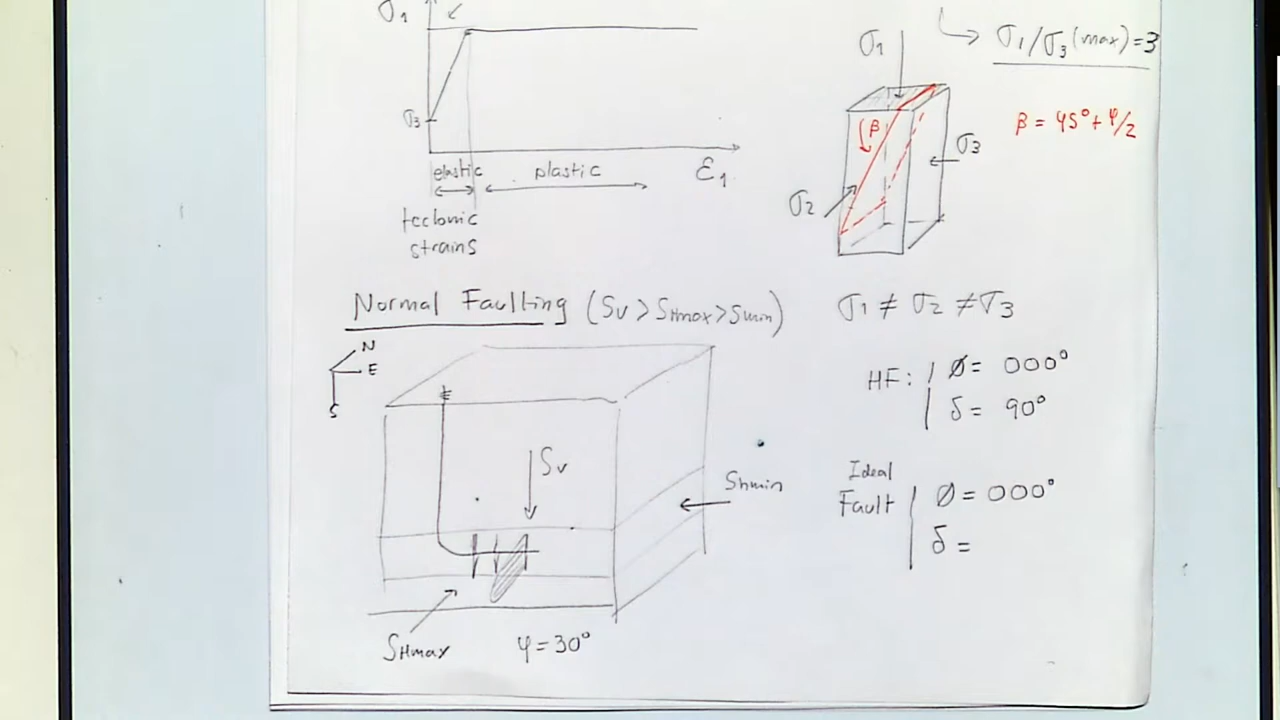 σ1
σ3
elastic
plastic
ε1
tectonic
strains
σ1/σ3(max)=3
σ1
β
σ3
σ2
β = 45°+φ/2
Normal Faulting (Sv > SHmax > Smin)
σ1 ≠ σ2 ≠ σ3
N
E
S
Sv
Shmin
SHmax
φ=30°
HF:
Ø= 000°
δ= 90°
Ideal
Fault
Ø=000°
δ =